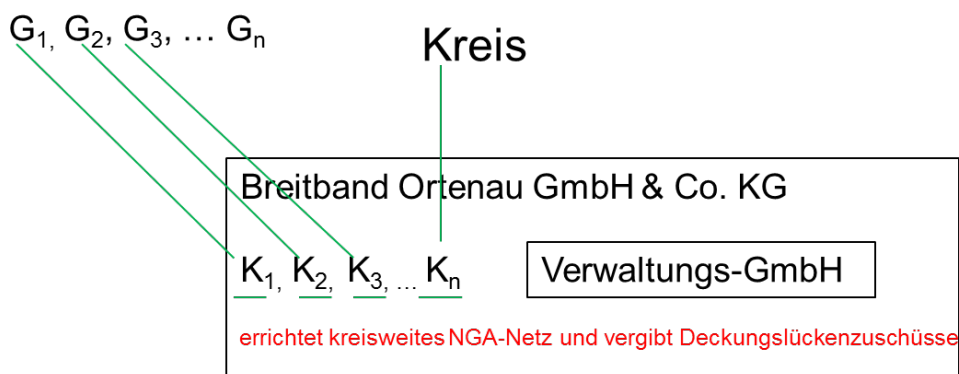 G₁, G₂, G₃, … Gₙ
Kreis
Breitband Ortenau GmbH & Co. KG
K₁, K₂, K₃, … Kₙ
Verwaltungs-GmbH
errichtet kreisweites NGA-Netz und vergibt Deckungslückenzuschüsse